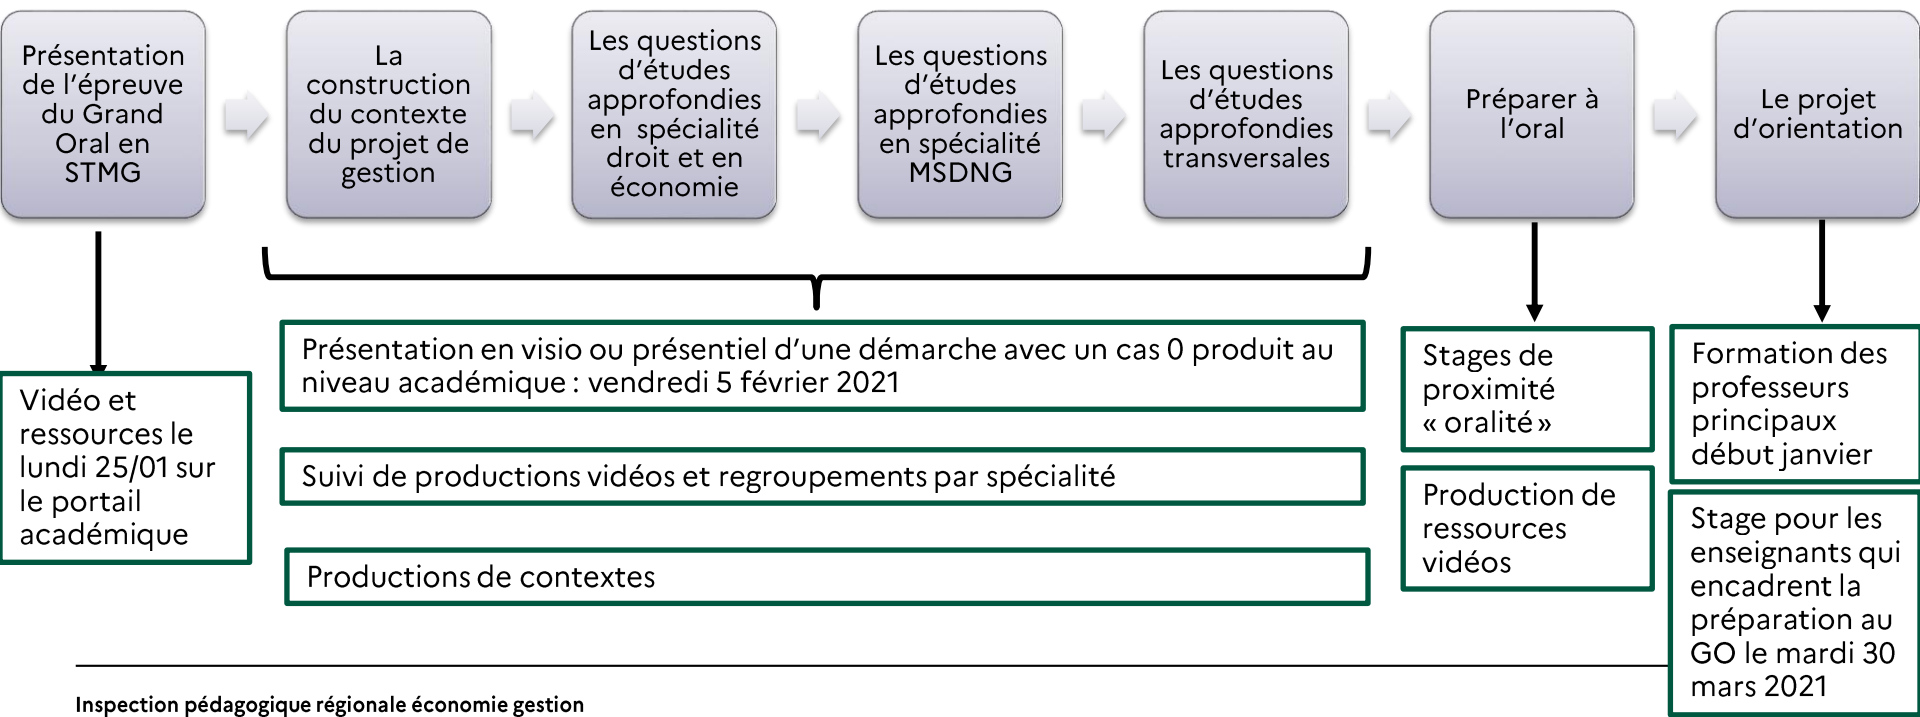 Présentation
de l’épreuve
du Grand
Oral en
STMG
La
construction
du contexte
du projet de
gestion
Les questions
d’études
approfondies
en spécialité
droit et en
économie
Les questions
d’études
approfondies
en spécialité
MSDNG
Les questions
d’études
approfondies
transversales
Préparer à
l’oral
Le projet
d’orientation
Vidéo et
ressources le
lundi 25/01 sur
le portail
académique
Présentation en visio ou présentiel d’une démarche avec un cas 0 produit au
niveau académique : vendredi 5 février 2021
Suivi de productions vidéos et regroupements par spécialité
Productions de contextes
Stages de
proximité
« oralité »
Production de
ressources
vidéos
Formation des
professeurs
principaux
début janvier
Stage pour les
enseignants qui
encadrent la
préparation au
GO le mardi 30
mars 2021
Inspection pédagogique régionale économie gestion